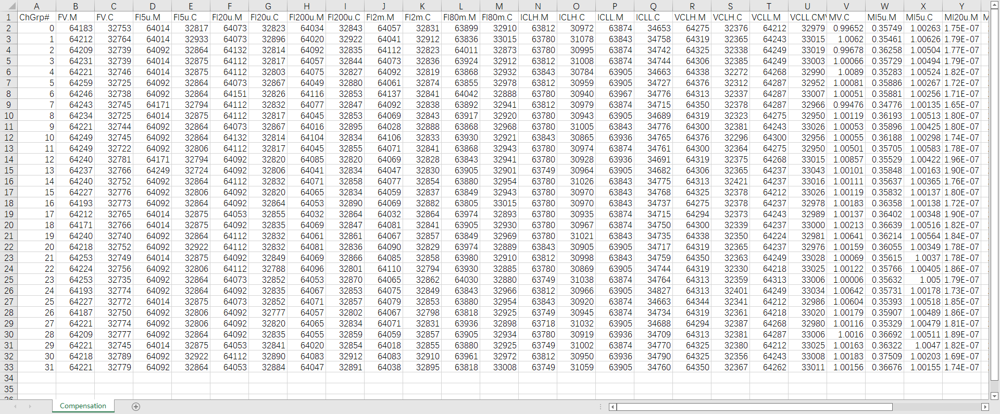 A B C D E F G H I J K L M N O P Q R S T U V W X Y
1 ChGrp# FV.M FV.C FI5u.M FI5u.C FI20u.M FI20u.C FI200u.M FI200u.C FI2m.M FI2m.C FI80m.M FI80m.C ICLH.M ICLH.C ICLL.M ICLL.C VCLH.M VCLH.C VCLL.M VCLL.C MV.C MI5u.M MI5u.C MI20u.M
2 0 64183 32753 64014 32817 64073 32823 64034 32843 64057 32831 63899 32910 63812 30972 63874 34653 64275 32376 64212 32979 0.99652 0.35749 1.00263 1.75E-07
3 1 64212 32764 64014 32933 64073 32896 64020 32922 64041 32912 63836 33015 63780 31078 63843 34758 64319 32365 64243 33015 1.0062 0.35461 1.00626 1.79E-07
4 2 64209 32739 64092 32864 64132 32814 64092 32835 64112 32823 64011 32873 63780 30995 63874 34742 64325 32338 64249 33019 0.99678 0.36258 1.00504 1.77E-07
5 3 64231 32739 64014 32875 64112 32817 64057 32844 64073 32836 63924 32912 63812 31008 63874 34744 64306 32385 64249 33003 1.00066 0.35729 1.00494 1.79E-07
6 4 64221 32746 64014 32875 64112 32803 64075 32827 64092 32819 63868 32932 63843 30784 63905 34663 64338 32272 64268 32990 1.0089 0.35283 1.00524 1.82E-07
7 5 64259 32725 64092 32864 64073 32867 64049 32880 64061 32874 63855 32978 63812 30959 63905 34727 64376 32312 64287 32952 1.00081 0.35886 1.00267 1.72E-07
8 6 64246 32738 64092 32864 64151 32826 64116 32853 64137 32841 64042 32888 63780 30940 63967 34776 64313 32337 64287 33007 1.00051 0.35881 1.00256 1.71E-07
9 7 64243 32745 64171 32794 64112 32832 64077 32847 64092 32838 63892 32941 63812 30979 63874 34715 64350 32378 64287 32966 0.99476 0.34776 1.00135 1.65E-07
10 8 64234 32725 64014 32875 64112 32817 64045 32853 64069 32843 63917 32920 63780 30943 63905 34689 64319 32323 64275 32950 1.00119 0.36193 1.00513 1.80E-07
11 9 64221 32744 64092 32864 64073 32867 64016 32895 64028 32888 63868 32968 63780 31005 63843 34776 64300 32381 64243 33026 1.00053 0.35896 1.00425 1.80E-07
12 10 64249 32745 64092 32864 64132 32814 64104 32834 64106 32833 63930 32921 63843 30865 63936 34765 64376 32296 64300 32956 1.00055 0.36188 1.00298 1.74E-07
13 11 64249 32722 64092 32806 64112 32817 64045 32855 64071 32841 63868 32943 63780 30974 63874 34761 64300 32364 64275 32950 1.00501 0.35705 1.00583 1.78E-07
14 12 64240 32781 64171 32794 64092 32820 64085 32820 64069 32828 63843 32941 63780 30928 63936 34691 64319 32375 64268 33015 1.00857 0.35529 1.00422 1.96E-07
15 13 64237 32766 64249 32724 64092 32806 64041 32834 64047 32830 63905 32901 63749 30964 63905 34682 64306 32365 64237 33043 1.00101 0.35848 1.00163 1.90E-07
16 14 64240 32752 64092 32864 64112 32832 64071 32858 64077 32854 63880 32954 63780 31026 63843 34775 64313 32421 64237 33016 1.00111 0.35637 1.00365 1.76E-07
17 15 64227 32776 64092 32806 64092 32820 64065 32834 64059 32837 63849 32943 63780 30970 63843 34768 64325 32378 64212 33026 1.00119 0.35832 1.00137 1.80E-07
18 16 64193 32773 64092 32864 64092 32864 64053 32890 64069 32882 63805 33015 63780 30970 63843 34737 64275 32378 64237 32978 1.00183 0.36358 1.00138 1.72E-07
19 17 64212 32765 64014 32875 64053 32855 64032 32864 64032 32864 63974 32893 63780 30935 63874 34715 64294 32373 64243 32989 1.00137 0.36402 1.00348 1.90E-07
20 18 64171 32766 64014 32875 64092 32835 64069 32847 64081 32841 63905 32930 63780 30967 63874 34750 64300 32339 64237 33000 1.00213 0.36639 1.00516 1.82E-07
21 19 64240 32740 64092 32864 64112 32832 64061 32861 64067 32857 63849 32969 63780 31021 63843 34735 64338 32350 64224 32981 1.00641 0.36214 1.00564 1.84E-07
22 20 64218 32752 64092 32922 64112 32832 64081 32836 64090 32829 63974 32889 63843 30905 63905 34717 64319 32365 64237 32976 1.00159 0.36055 1.00349 1.78E-07
23 21 64253 32749 64014 32875 64092 32849 64069 32866 64085 32858 63980 32910 63812 30998 63843 34759 64350 32363 64249 33028 1.00069 0.35615 1.0037 1.78E-07
24 22 64224 32756 64092 32806 64112 32788 64096 32801 64110 32794 63930 32885 63780 30869 63905 34744 64319 32330 64218 33025 1.00122 0.35766 1.00405 1.86E-07
25 23 64253 32735 64092 32864 64073 32852 64053 32870 64065 32862 64030 32880 63749 31038 63874 34764 64313 32359 64313 33006 1.00006 0.35632 1.005 1.79E-07
26 24 64193 32774 64092 32864 64092 32835 64067 32853 64075 32849 63843 32966 63812 30966 63905 34827 64313 32401 64249 33034 1.00642 0.35731 1.00178 1.73E-07
27 25 64227 32772 64014 32875 64073 32852 64071 32857 64079 32853 63880 32954 63843 30920 63874 34663 64344 32341 64212 32986 1.00604 0.35393 1.00518 1.85E-07
28 26 64187 32750 64092 32806 64092 32777 64057 32802 64067 32798 63818 32925 63749 30945 63874 34734 64319 32361 64218 33020 1.00179 0.35907 1.00489 1.86E-07
29 27 64221 32774 64092 32806 64092 32820 64065 32834 64071 32831 63936 32898 63718 31032 63905 34688 64294 32387 64268 32980 1.00116 0.35329 1.00479 1.81E-07
30 28 64209 32777 64092 32864 64092 32835 64055 32859 64059 32857 63905 32934 63780 30919 63936 34709 64313 32381 64287 33006 1.0016 0.36692 1.00511 1.89E-07
31 29 64221 32745 64014 32875 64053 32841 64020 32854 64018 32855 63880 32925 63749 31002 63874 34770 64325 32380 64212 33025 1.00163 0.36322 1.0047 1.82E-07
32 30 64218 32789 64092 32922 64112 32890 64083 32912 64083 32910 63961 32972 63812 30950 63936 34790 64325 32356 64243 33008 1.00183 0.37509 1.00203 1.69E-07
33 31 64221 32779 64092 32864 64053 32884 64047 32891 64038 32895 63818 33008 63749 31059 63905 34760 64350 32367 64262 33011 1.00156 0.36676 1.00155 1.74E-07
34
35
36
Compensation